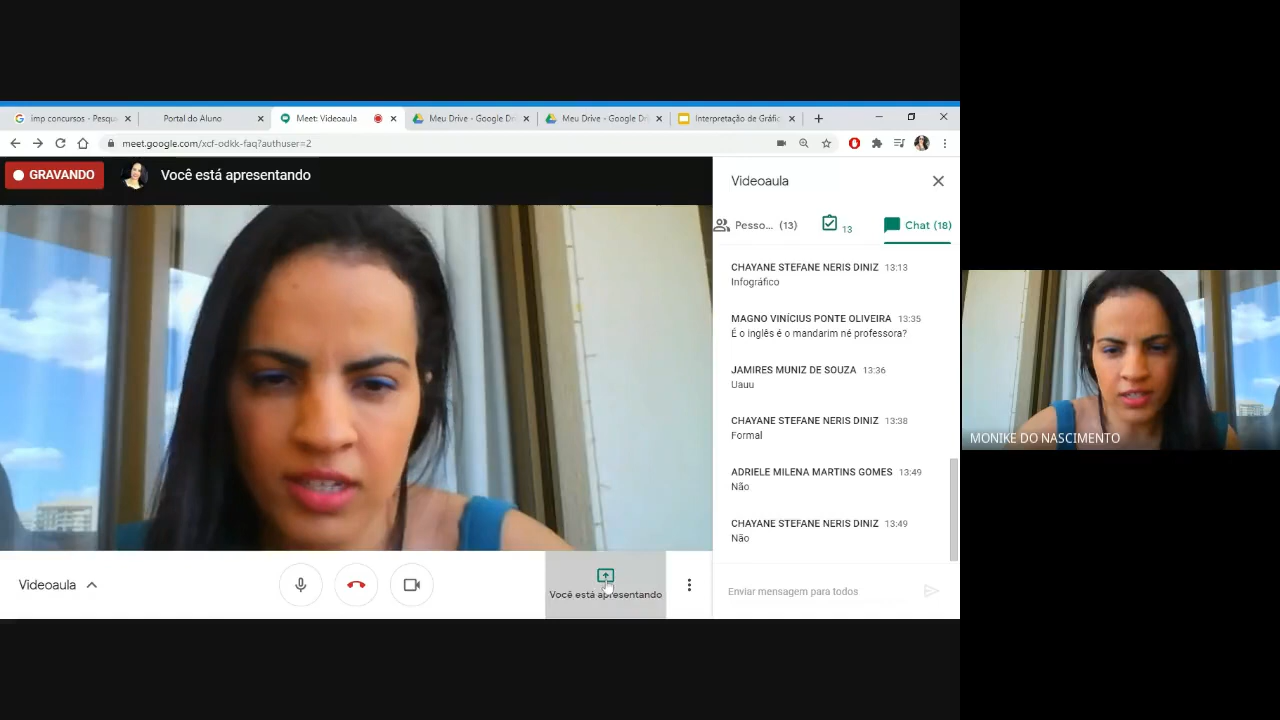 imp concursos - Pesqu
Portal do Aluno
Meet: Videoaula
Meu Drive - Google Dr
Meu Drive - Google Dr
Interpretação de Gráfic
meet.google.com/xcf-odkk-faq?authuser=2
GRAVANDO
Você está apresentando
Videoaula
Pesso... (13)
13
Chat (18)
CHAYANE STEFANE NERIS DINIZ 13:13
Infográfico
MAGNO VINÍCIUS PONTE OLIVEIRA 13:35
É o inglês é o mandarim né professora?
JAMIRES MUNIZ DE SOUZA 13:36
Uauu
CHAYANE STEFANE NERIS DINIZ 13:38
Formal
ADRIELE MILENA MARTINS GOMES 13:49
Não
CHAYANE STEFANE NERIS DINIZ 13:49
Não
Enviar mensagem para todos
Videoaula
Você está apresentando
MONIKE DO NASCIMENTO